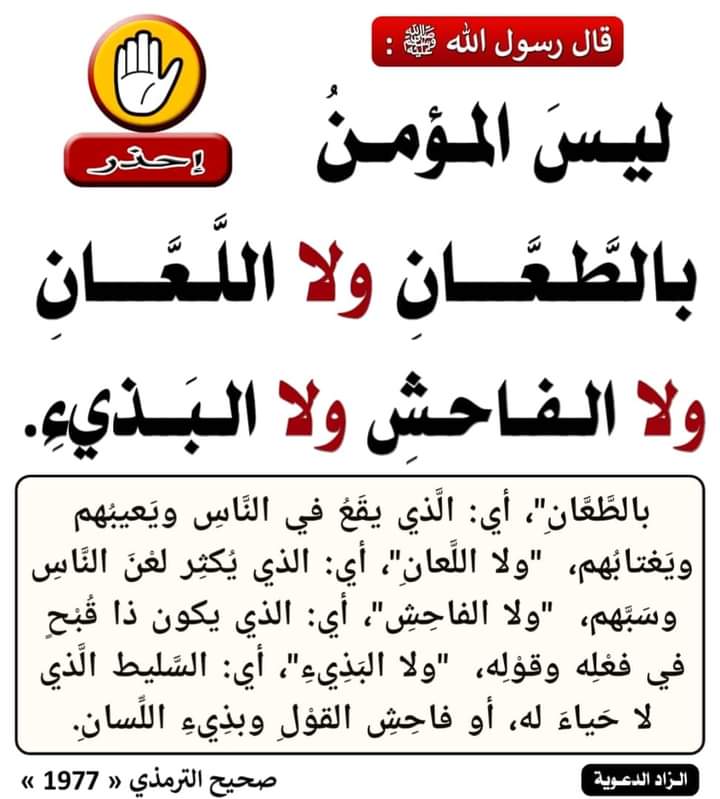 قال رسول الله ﷺ :
إحذر
ليسَ المؤمنُ
بالطَّعَّانِ ولا اللَّعَّانِ
ولا الفاحشِ ولا البَذيءِ.
بالطَّعَّانِ"، أي: الَّذي يقَعُ في النَّاسِ ويَعيبُهم
ويَغتابُهم، "ولا اللَّعانِ"، أي: الذي يُكثِر لعْنَ النَّاسِ
وسَبَّهم، "ولا الفاحِشِ"، أي: الذي يكون ذا قُبْحٍ
في فعْلِه وقوْلِه، "ولا البَذِيءِ"، أي: السَّليط الَّذي
لا حَياءَ له، أو فاحِشِ القوْلِ وبذِيءِ اللِّسانِ.
الزاد الدعوية
صحيح الترمذي « 1977 »